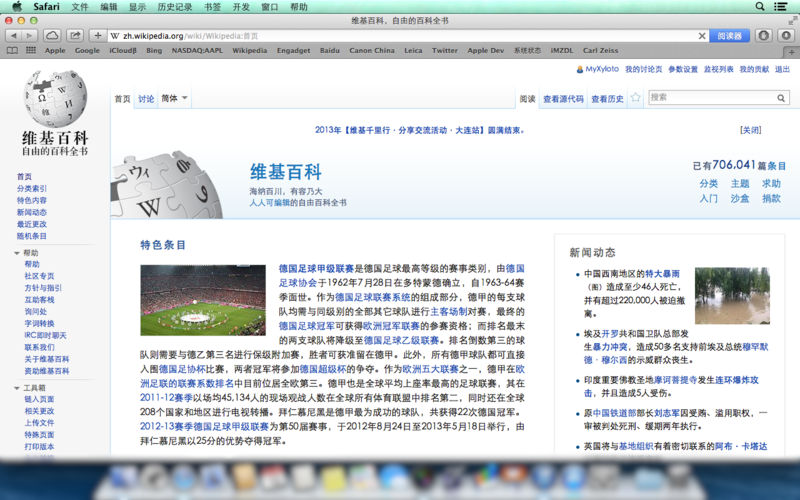 Safari 文件 编辑 显示 历史记录 书签 开发 窗口 帮助
维基百科，自由的百科全书
zh.wikipedia.org/wiki/Wikipedia:首页
阅读器
Apple Google iCloudβ Bing NASDAQ:AAPL Wikipedia Engadget Baidu Canon China Leica Twitter Apple Dev 系统状态 iMZDL Carl Zeiss
MyXyloto 我的讨论页 参数设置 监视列表 我的贡献 退出
首页 讨论 简体 阅读 查看源代码 查看历史 搜索
维基百科
自由的百科全书
首页
分类索引
特色内容
新闻动态
最近更改
随机条目
帮助
帮助
社区专页
方针与指引
互助客栈
询问处
字词转换
IRC即时聊天
联系我们
关于维基百科
资助维基百科
工具箱
链入页面
相关更改
上传文件
特殊页面
打印版本
2013年【维基千里行·分享交流活动·大连站】圆满结束。 [关闭]
维基百科
海纳百川，有容乃大
人人可编辑的自由百科全书
已有706,041篇条目
分类 主题 求助
入门 沙盒 捐款
特色条目
德国足球甲级联赛是德国足球最高等级的赛事类别，由德国
足球协会于1962年7月28日在多特蒙德确立，自1963-64赛
季面世。作为德国足球联赛系统的组成部分，德甲的每支球
队均需与同级别的全部其它球队进行主客场制对赛，最终的
德国足球冠军可获得欧洲冠军联赛的参赛资格；而排名最末
的两支球队将降级至德国足球乙级联赛。排名倒数第三的球
队则需要与德乙第三名进行保级附加赛，胜者可获准留在德甲。此外，所有德甲球队都可直接
入围德国足协杯比赛，两者冠军将参加德国超级杯的争夺。作为欧洲五大联赛之一，德甲在欧
洲足联的联赛系数排名中目前位居全欧第三。德甲也是全球平均上座率最高的足球联赛，其在
2011-12赛季以场均45,134人的现场观战人数在全球所有体育联盟中排名第二，同时还在全球
208个国家和地区进行电视转播。拜仁慕尼黑是德甲最为成功的球队，共获得22次德国冠军。
2012-13赛季德国足球甲级联赛为第50届赛事，于2012年8月24日至2013年5月18日举行，由
拜仁慕尼黑以25分的优势夺得冠军。
新闻动态
中国西南地区的特大暴雨
（图）造成至少46人死亡，
并有超过220,000人被迫撤
离。
埃及开罗共和国卫队总部发
生暴力冲突，造成50多名支持前埃及总统穆罕默
德·穆尔西的示威群众丧生。
印度重要佛教圣地摩诃菩提寺发生连环爆炸攻
击，并且造成5人受伤。
原中国铁道部部长刘志军因受贿、滥用职权，一
审被判处死刑、缓期两年执行。
英国将与基地组织有着密切联系的阿布·卡塔达